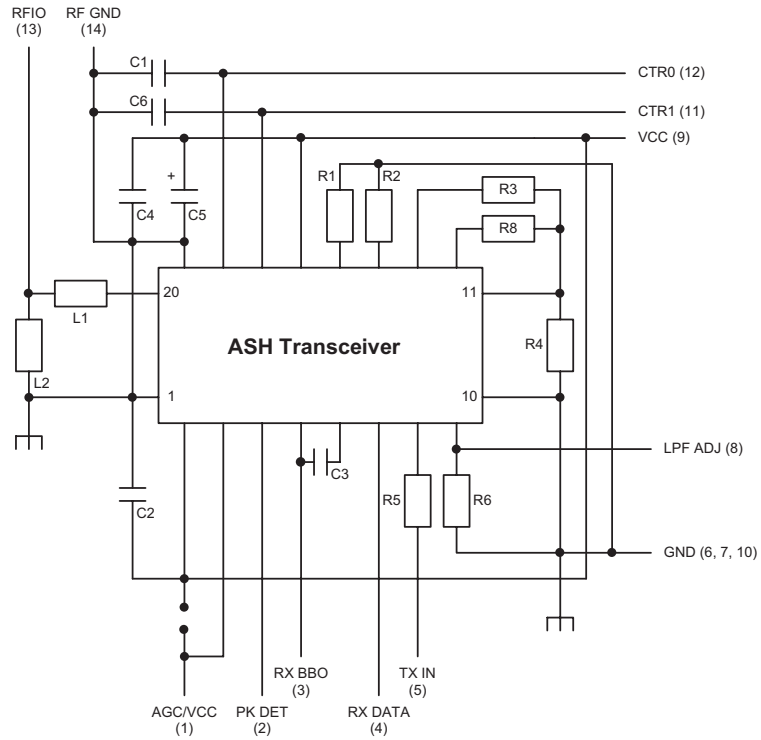 RFIO
(13)
RF GND
(14)
C1
CTR0 (12)
C6
CTR1 (11)
VCC (9)
+
C4
C5
R1
R2
R3
R8
20
11
L1
ASH Transceiver
R4
L2
1
10
C3
LPF ADJ (8)
C2
R5
R6
GND (6, 7, 10)
RX BBO
(3)
TX IN
(5)
AGC/VCC
(1)
PK DET
(2)
RX DATA
(4)